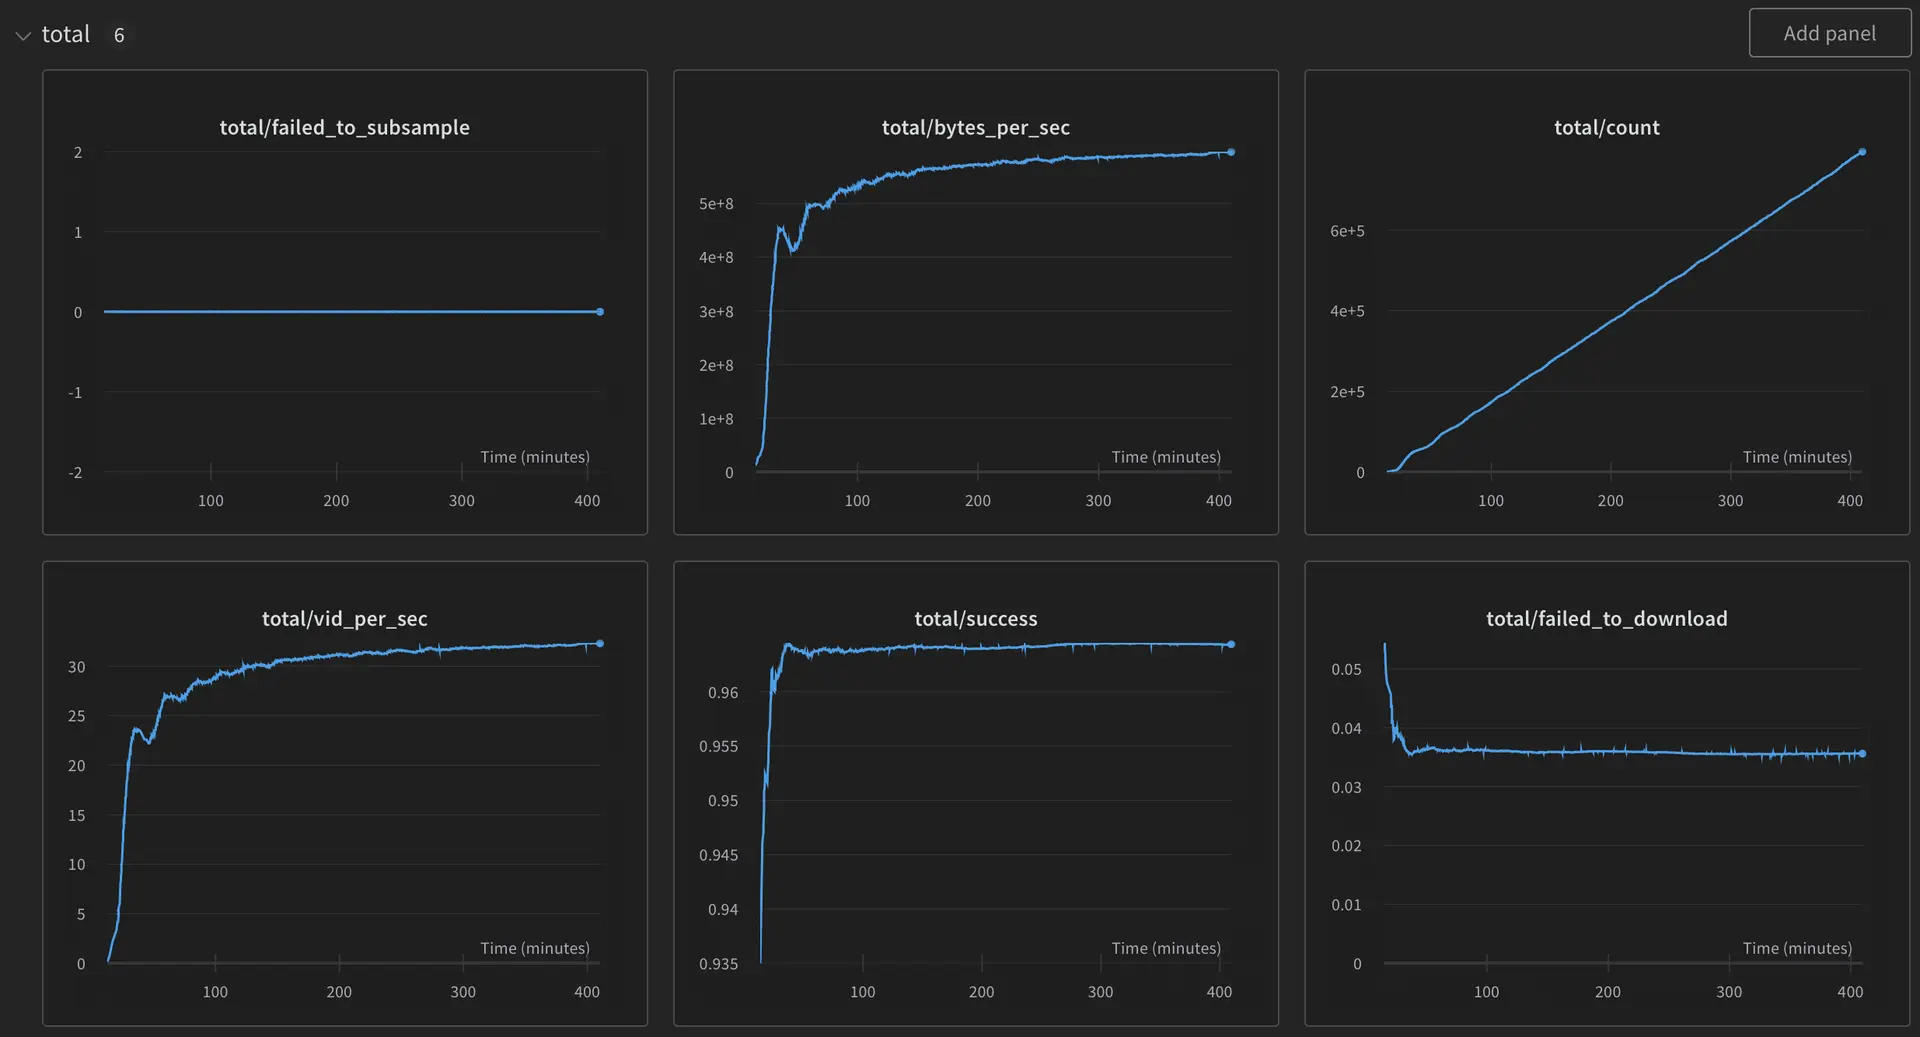 total 6
Add panel
total/failed_to_subsample
2
1
0
-1
-2
Time (minutes)
100 200 300 400
total/bytes_per_sec
5e+8
4e+8
3e+8
2e+8
1e+8
0
Time (minutes)
100 200 300 400
total/count
6e+5
4e+5
2e+5
0
Time (minutes)
100 200 300 400
total/vid_per_sec
30
25
20
15
10
5
0
Time (minutes)
100 200 300 400
total/success
0.96
0.955
0.95
0.945
0.94
0.935
Time (minutes)
100 200 300 400
total/failed_to_download
0.05
0.04
0.03
0.02
0.01
0
Time (minutes)
100 200 300 400